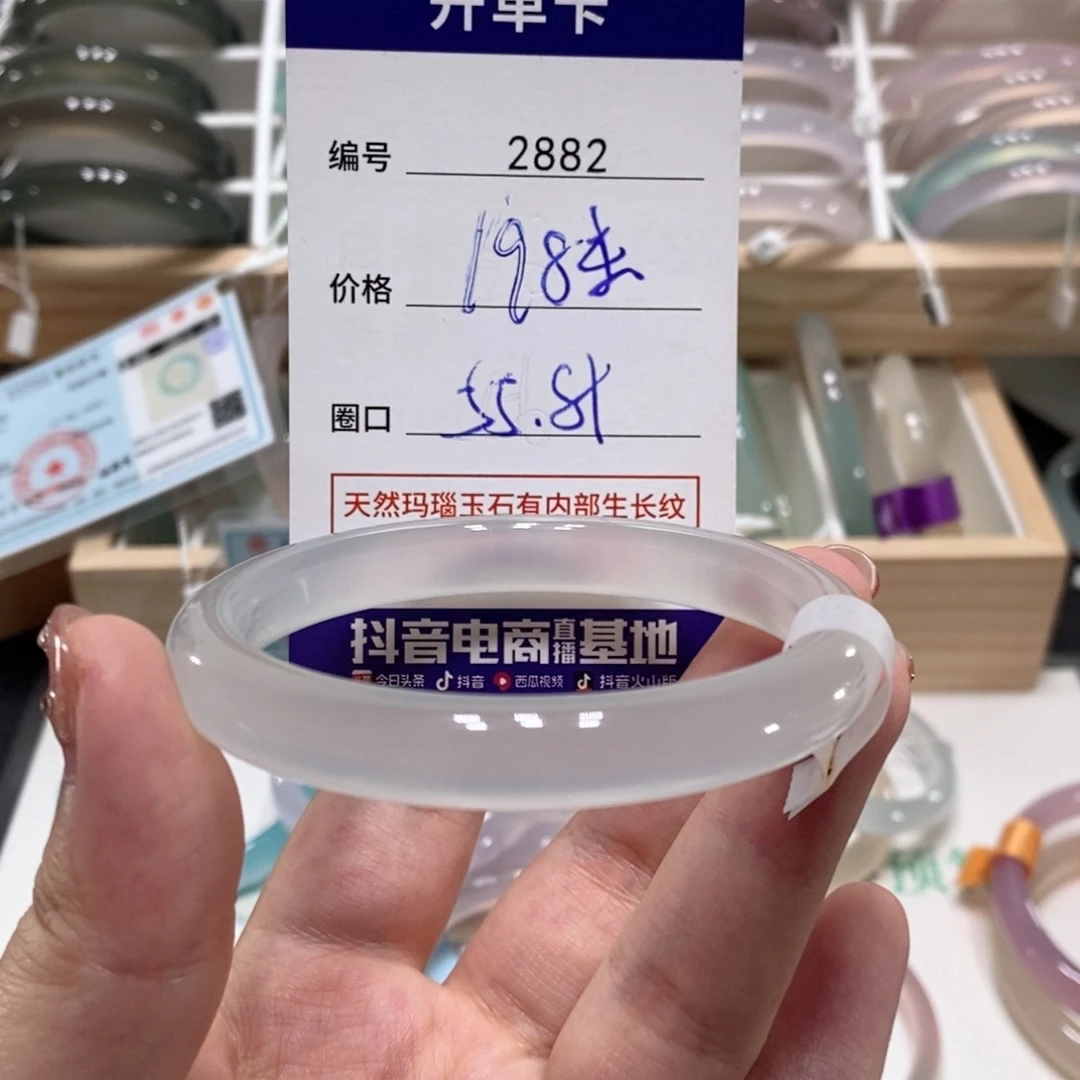 开单卡
编号 2882
价格 198
圈口 55.8
天然玛瑙玉石有内部生长纹
抖音电商直播基地
今日头条 抖音 西瓜视频 抖音火山版